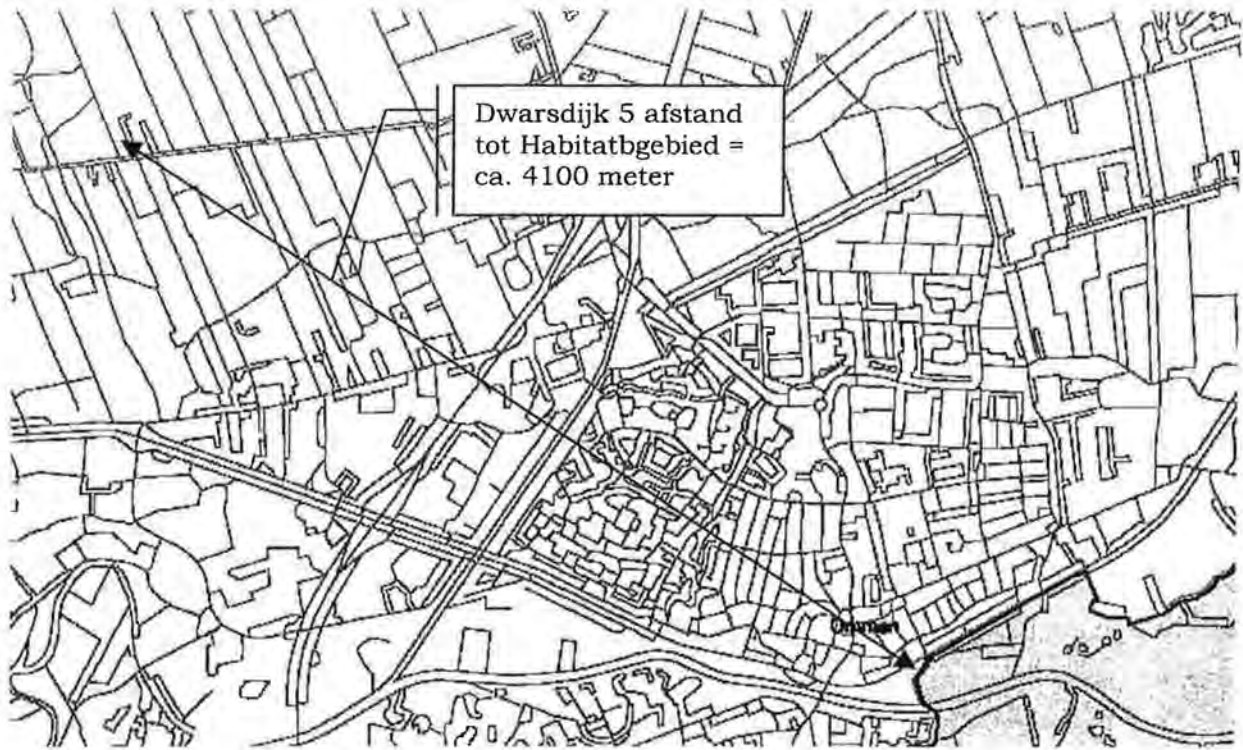 Dwarsdijk 5 afstand
tot Habitatbgebied =
ca. 4100 meter
Ommen